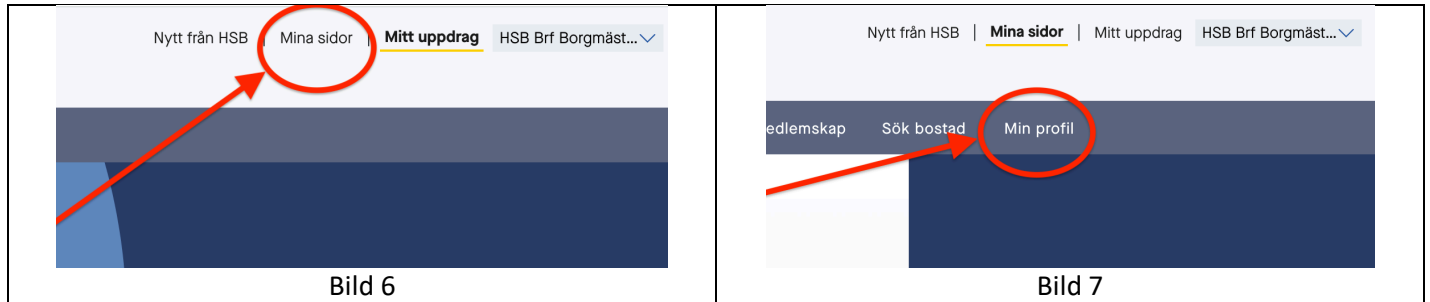 Nytt från HSB | Mina sidor | Mitt uppdrag HSB Brf Borgmäst...
Bild 6
Nytt från HSB | Mina sidor | Mitt uppdrag HSB Brf Borgmäst...
edlemskap Sök bostad Min profil
Bild 7